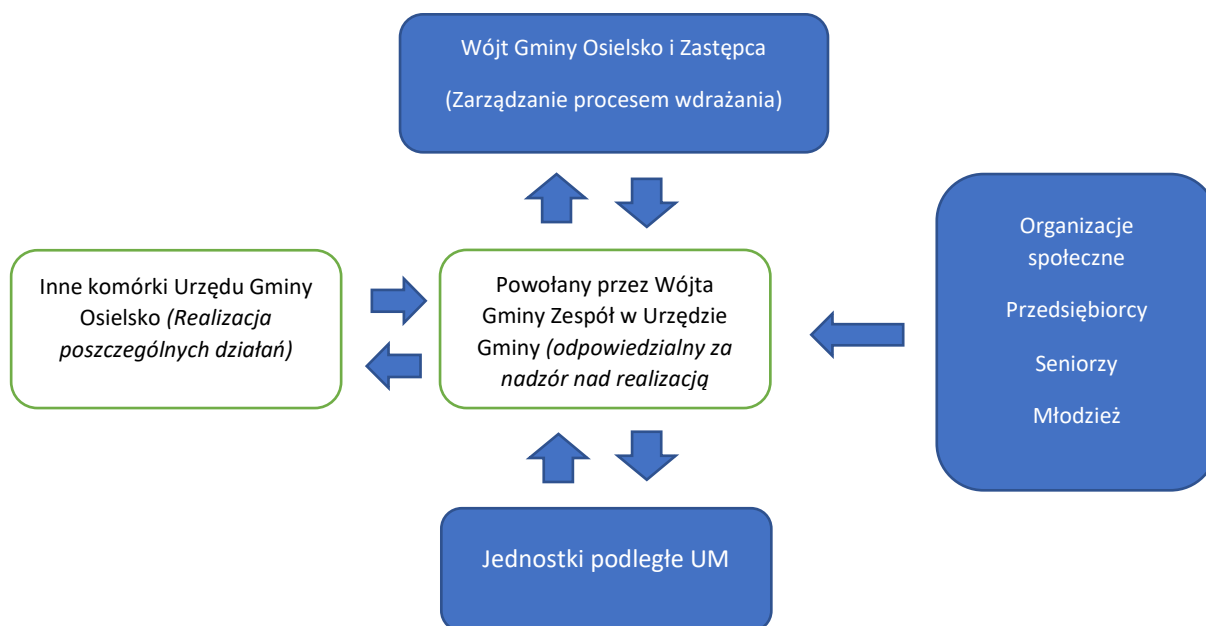 Wójt Gminy Osielsko i Zastępca
(Zarządzanie procesem wdrażania)
Inne komórki Urzędu Gminy
Osielsko (Realizacja
poszczególnych działań)
Powołany przez Wójta
Gminy Zespół w Urzędzie
Gminy (odpowiedzialny za
nadzór nad realizacją
Organizacje
społeczne
Przedsiębiorcy
Seniorzy
Młodzież
Jednostki podległe UM